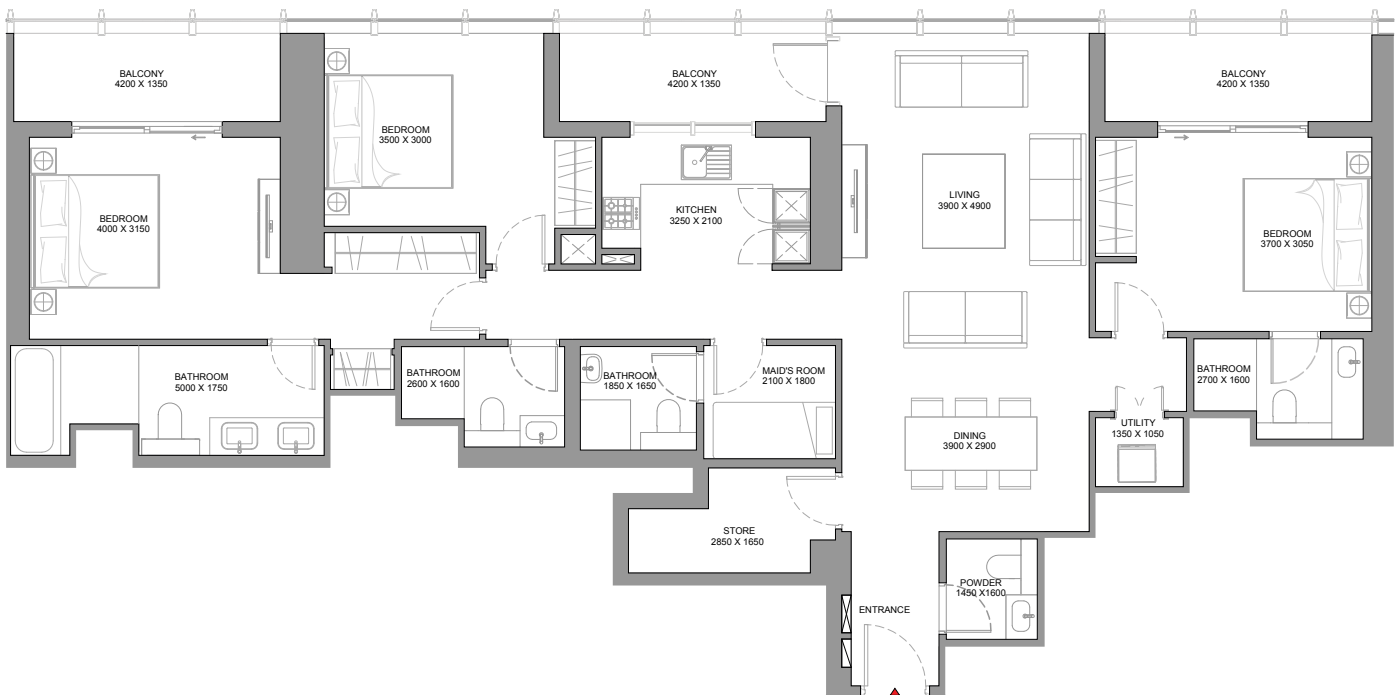 BALCONY
4200 X 1350
BALCONY
4200 X 1350
BALCONY
4200 X 1350
BEDROOM
3500 X 3000
LIVING
3900 X 4900
BEDROOM
4000 X 3150
KITCHEN
3250 X 2100
BEDROOM
3700 X 3050
BATHROOM
5000 X 1750
BATHROOM
2600 X 1600
BATHROOM
1850 X 1650
MAID'S ROOM
2100 X 1800
BATHROOM
2700 X 1600
DINING
3900 X 2900
UTILITY
1350 X 1050
STORE
2850 X 1650
POWDER
1450 X1600
ENTRANCE